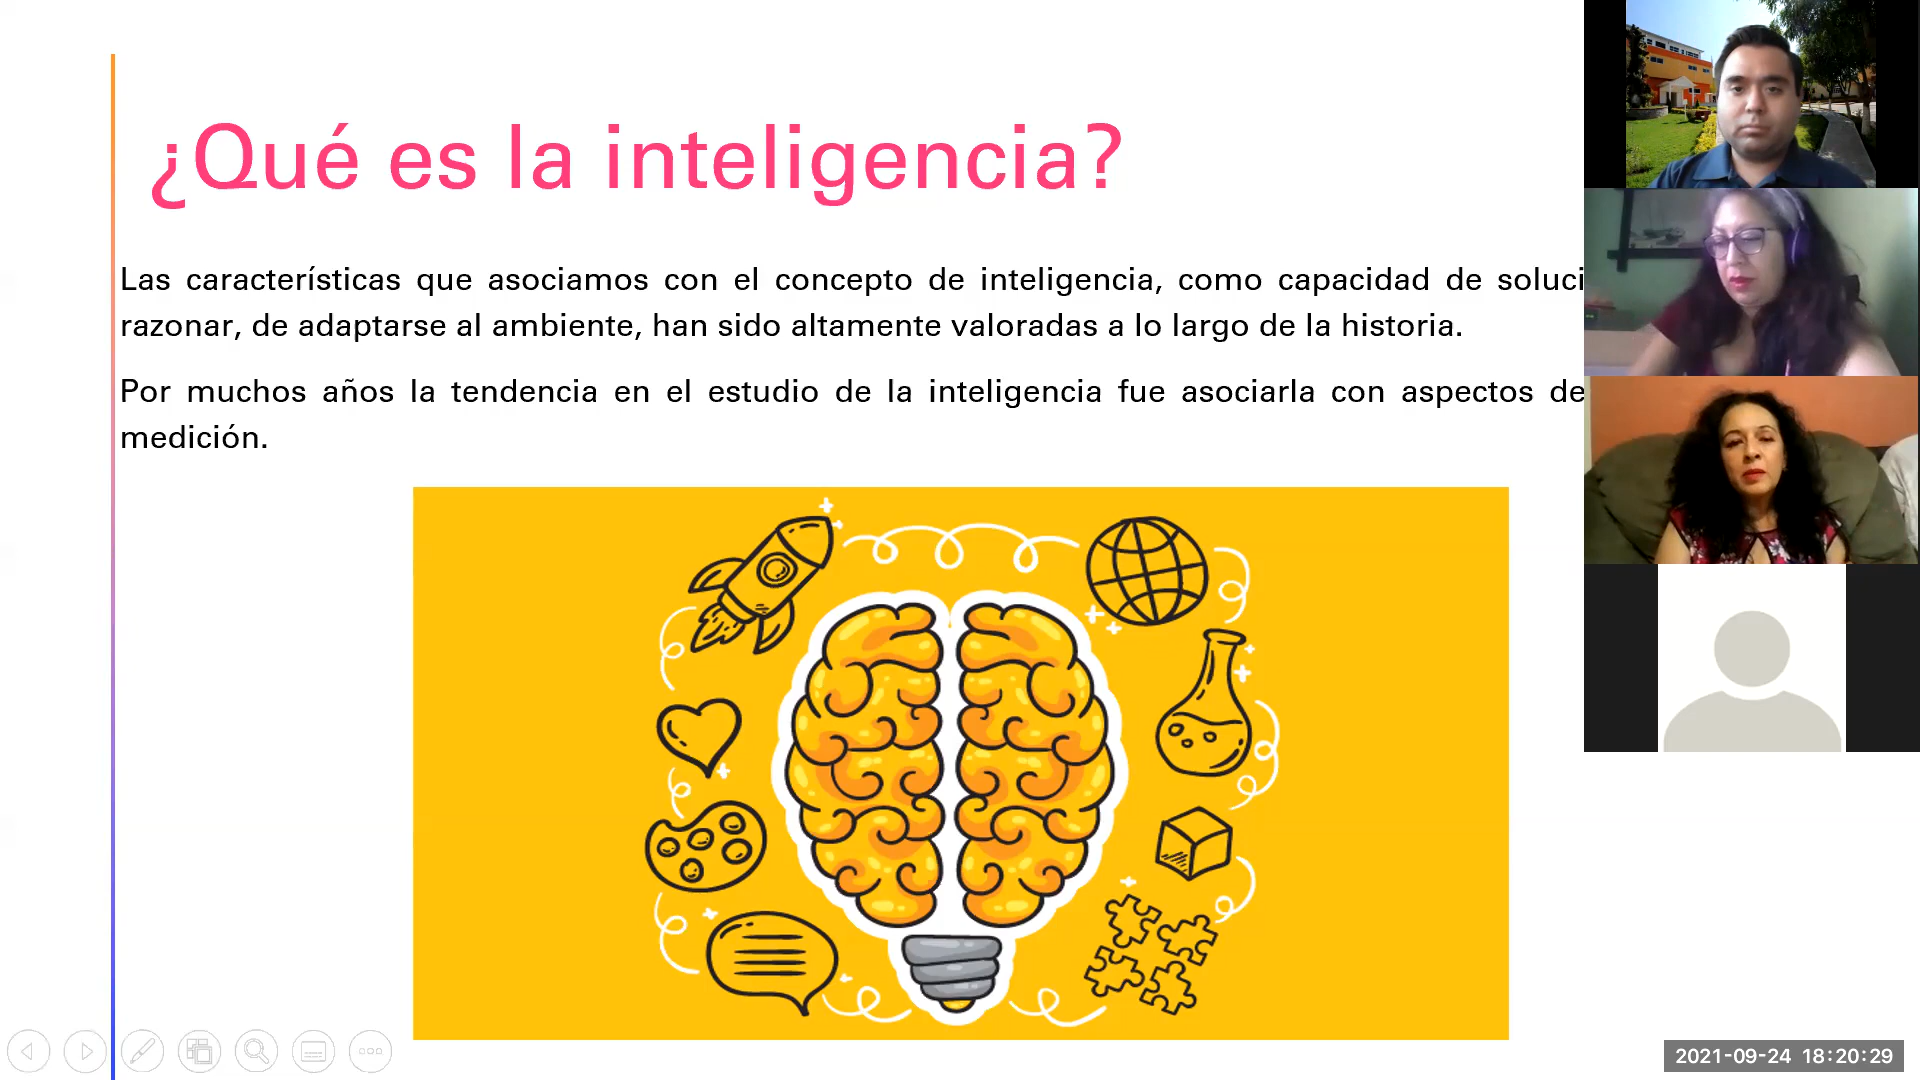 ¿Qué es la inteligencia?
Las características que asociamos con el concepto de inteligencia, como capacidad de soluci
razonar, de adaptarse al ambiente, han sido altamente valoradas a lo largo de la historia.
Por muchos años la tendencia en el estudio de la inteligencia fue asociarla con aspectos de
medición.
2021-09-24 18:20:29